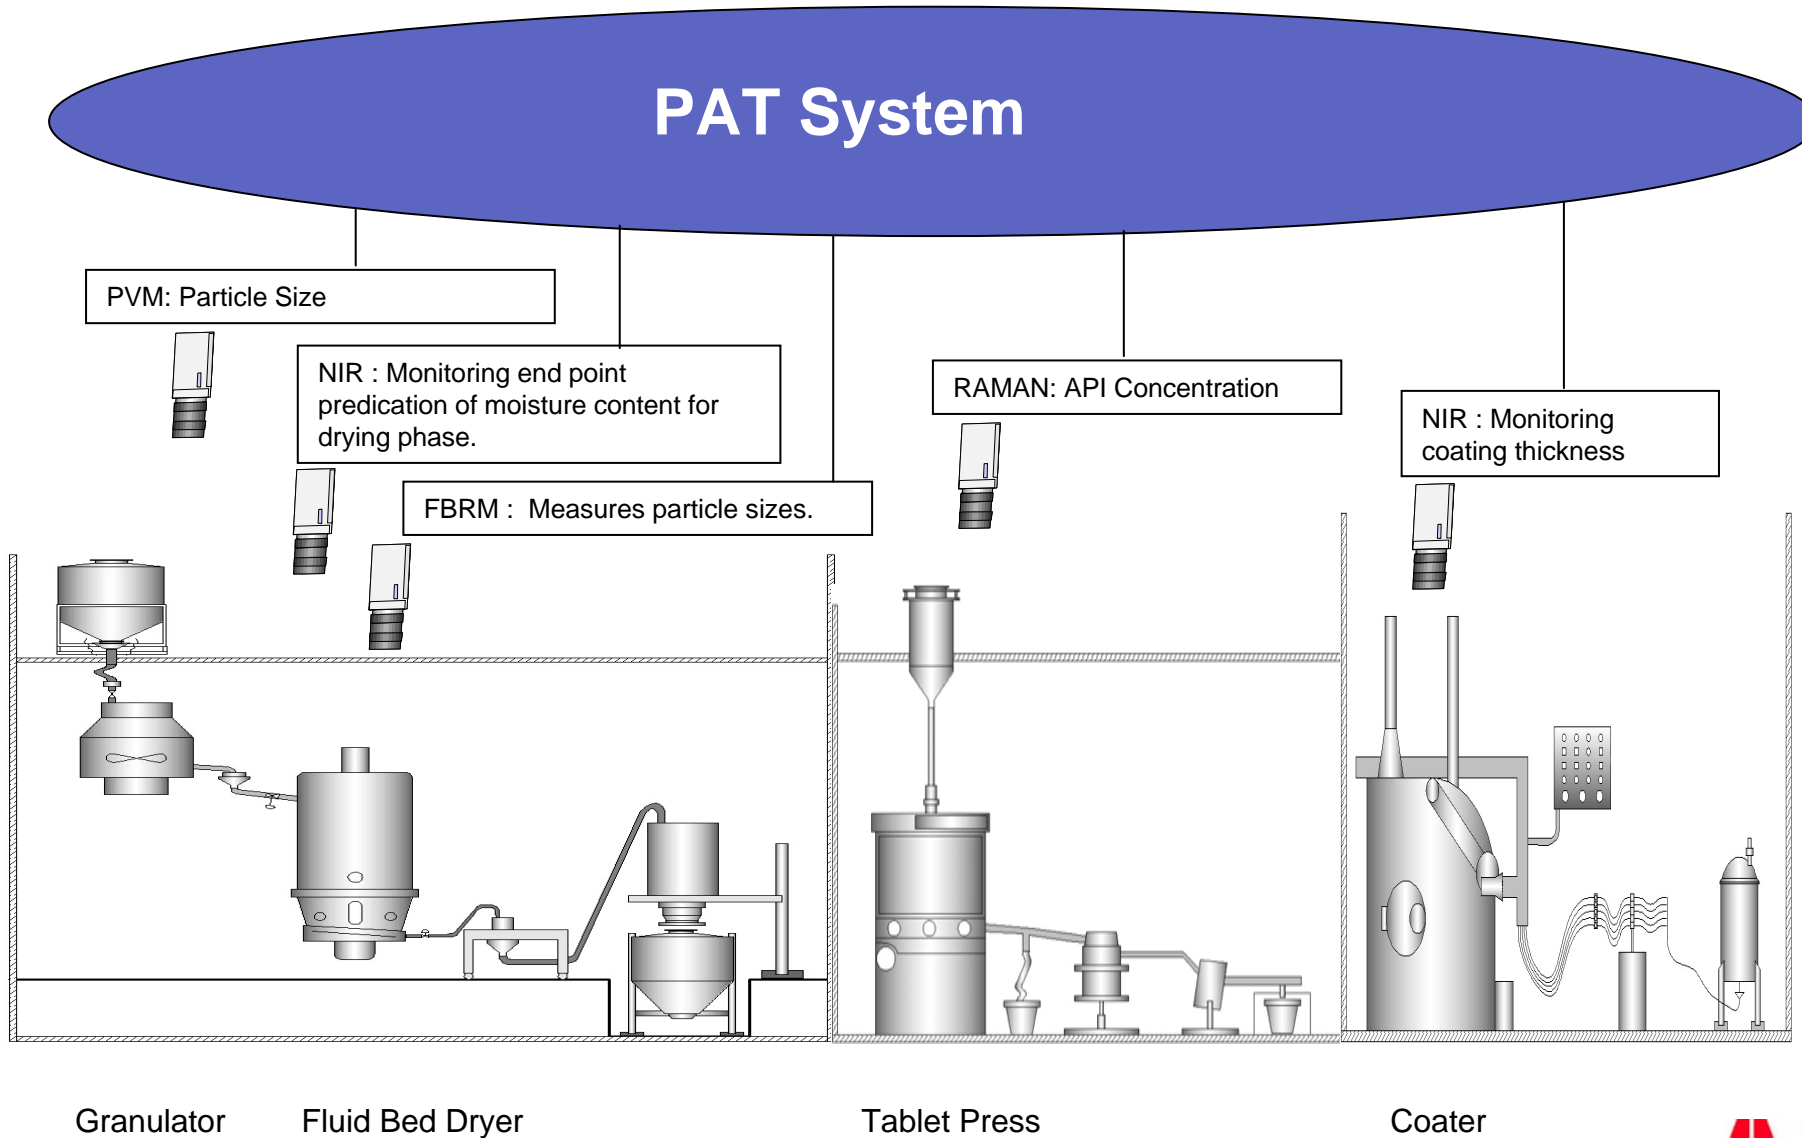 PAT System
PVM: Particle Size
NIR : Monitoring end point
predication of moisture content for
drying phase.
FBRM :  Measures particle sizes.
RAMAN: API Concentration
NIR : Monitoring
coating thickness
Granulator
Fluid Bed Dryer
Tablet Press
Coater